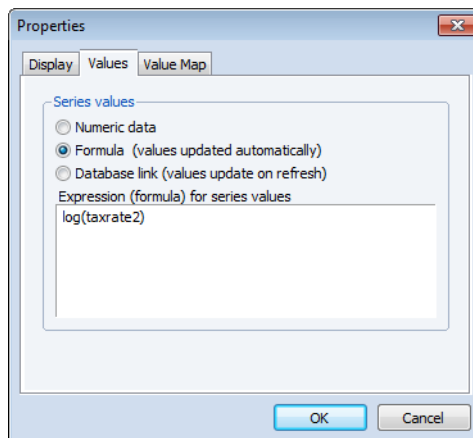 Properties
Display Values Value Map
Series values
Numeric data
Formula (values updated automatically)
Database link (values update on refresh)
Expression (formula) for series values
log(taxrate2)
OK Cancel